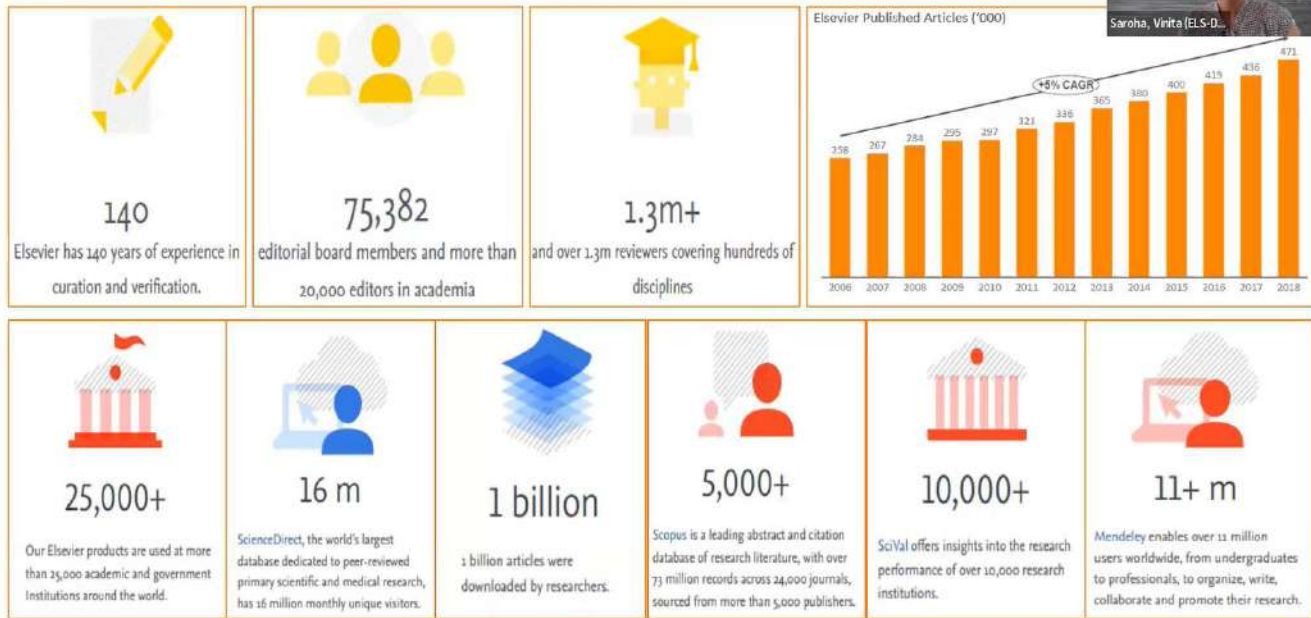 140
Elsevier has 140 years of experience in
curation and verification.
75,382
editorial board members and more than
20,000 editors in academia
1.3m+
and over 1.3m reviewers covering hundreds of
disciplines
Elsevier Published Articles ('000)
Saroha, Vinita (ELS-D...
+5% CAGR
258 267 284 295 297 321 336 365 380 400 419 436 471
2006 2007 2008 2009 2010 2011 2012 2013 2014 2015 2016 2017 2018
25,000+
Our Elsevier products are used at more
than 25,000 academic and government
Institutions around the world.
16 m
ScienceDirect, the world's largest
database dedicated to peer-reviewed
primary scientific and medical research,
has 16 million monthly unique visitors.
1 billion
1 billion articles were
downloaded by researchers.
5,000+
Scopus is a leading abstract and citation
database of research literature, with over
73 million records across 24,000 journals,
sourced from more than 5,000 publishers.
10,000+
SciVal offers insights into the research
performance of over 10,000 research
institutions.
11+ m
Mendeley enables over 11 million
users worldwide, from undergraduates
to professionals, to organize, write,
collaborate and promote their research.